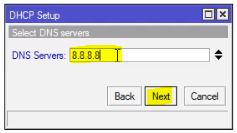 DHCP Setup
Select DNS servers
DNS Servers: 8.8.8.8
Back Next Cancel